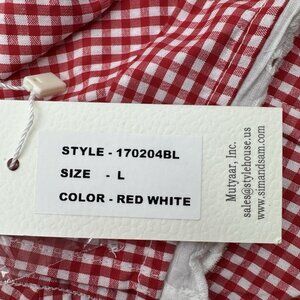 STYLE - 170204BL
SIZE - L
COLOR - RED WHITE
Mutyaar, Inc.
sales@stylehouse.us
www.simandsam.com